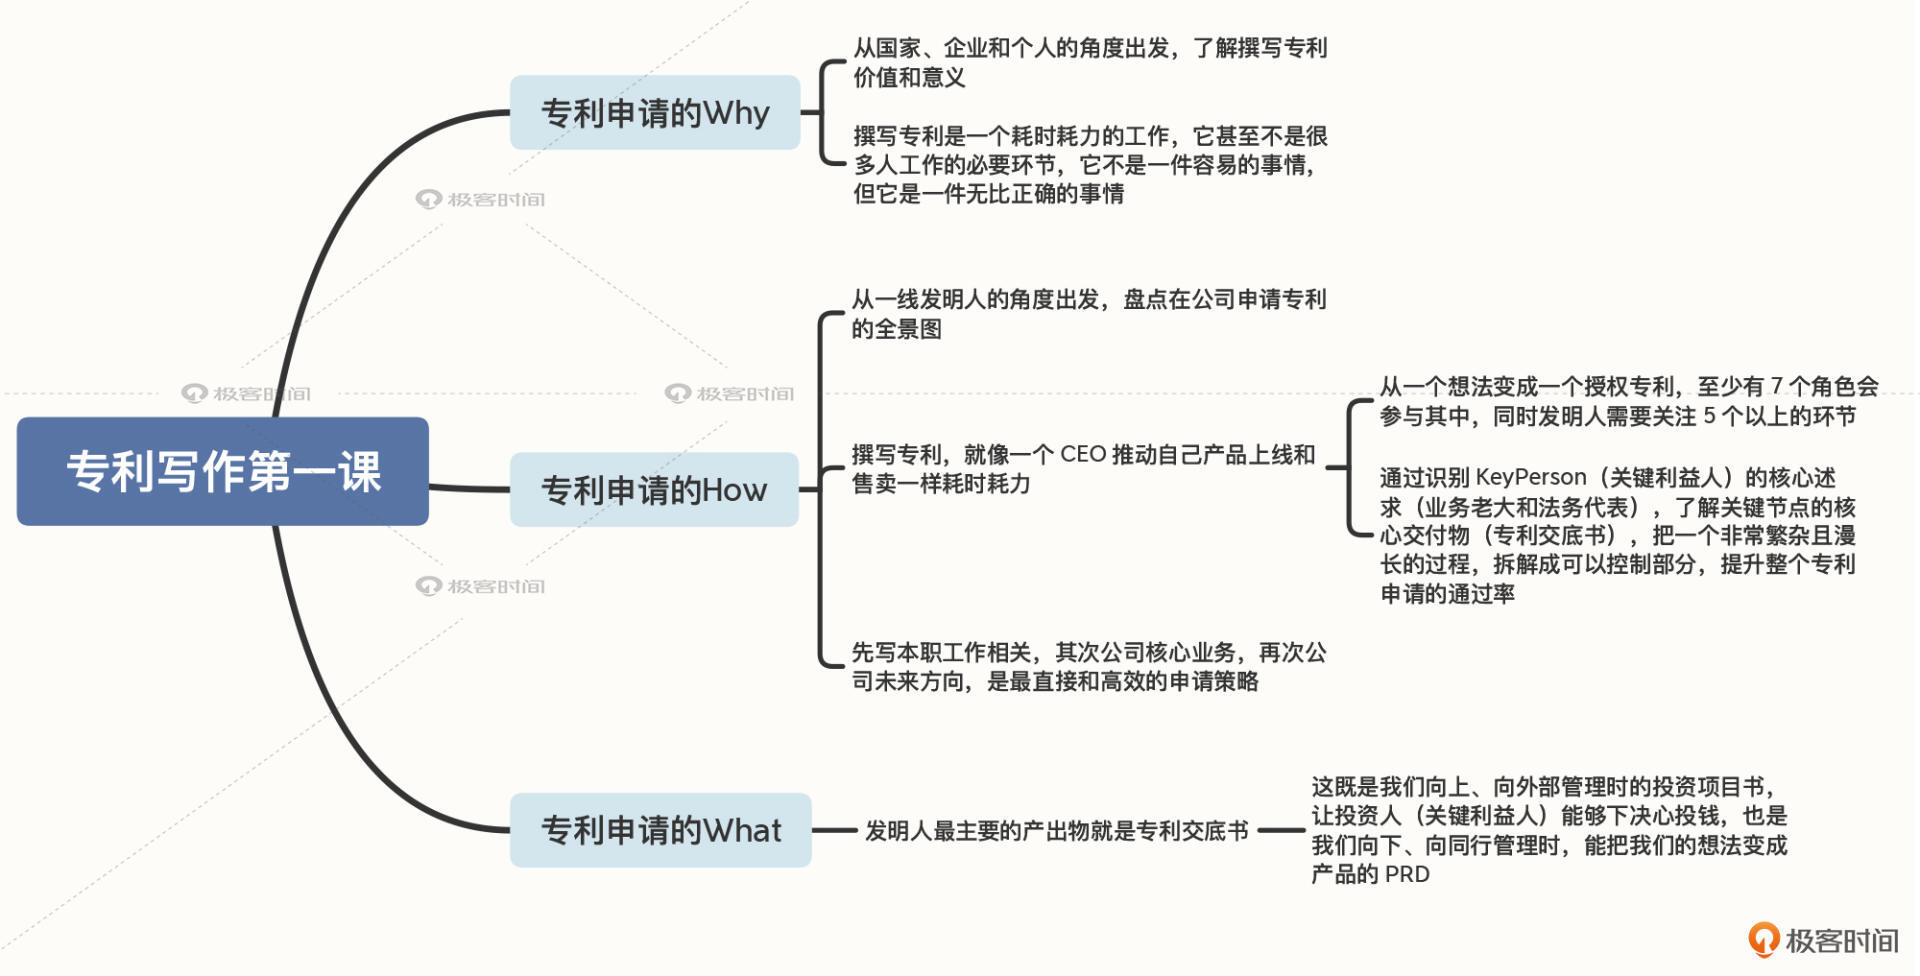 从国家、企业和个人的角度出发，了解撰写专利
价值和意义
专利申请的Why
撰写专利是一个耗时耗力的工作，它甚至不是很
多人工作的必要环节，它不是一件容易的事情，
但它是一件无比正确的事情
极客时间
从一线发明人的角度出发，盘点在公司申请专利
的全景图
极客时间
极客时间
从一个想法变成一个授权专利，至少有 7 个角色会
参与其中，同时发明人需要关注 5 个以上的环节
专利写作第一课
专利申请的How
撰写专利，就像一个 CEO 推动自己产品上线和
售卖一样耗时耗力
通过识别 KeyPerson（关键利益人）的核心述
求（业务老大和法务代表），了解关键节点的核
心交付物（专利交底书），把一个非常繁杂且漫
长的过程，拆解成可以控制部分，提升整个专利
申请的通过率
极客时间
先写本职工作相关，其次公司核心业务，再次公
司未来方向，是最直接和高效的申请策略
专利申请的What
发明人最主要的产出物就是专利交底书
这既是我们向上、向外部管理时的投资项目书，
让投资人（关键利益人）能够下决心投钱，也是
我们向下、向同行管理时，能把我们的想法变成
产品的 PRD
极客时间